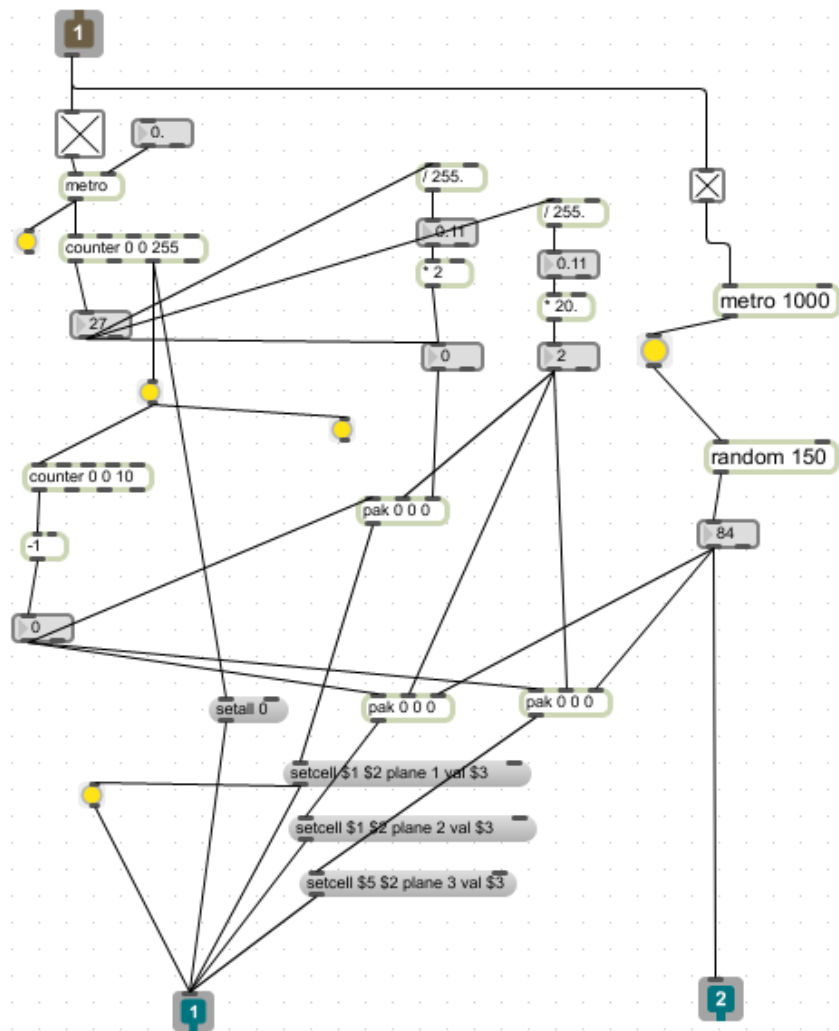 1
0.
metro
/ 255.
/ 255.
counter 0 0 255
0.11
0.11
* 2
* 20.
metro 1000
27
0
2
random 150
counter 0 0 10
pak 0 0 0
84
-1
0
setall 0
pak 0 0 0
pak 0 0 0
setcell $1 $2 plane 1 val $3
setcell $1 $2 plane 2 val $3
setcell $5 $2 plane 3 val $3
1
2